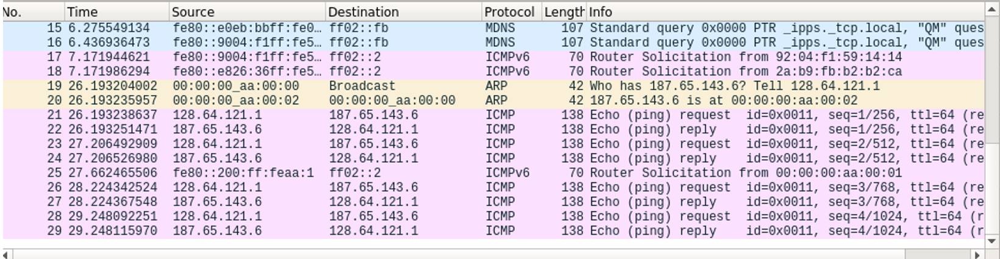 No. Time Source Destination Protocol Length Info
15 6.275549134 fe80::e0eb:bbff:fe0… ff02::fb MDNS 107 Standard query 0x0000 PTR _ipps._tcp.local, "QM" ques
16 6.436936473 fe80::9004:f1ff:fe5… ff02::fb MDNS 107 Standard query 0x0000 PTR _ipps._tcp.local, "QM" ques
17 7.171944621 fe80::9004:f1ff:fe5… ff02::2 ICMPv6 70 Router Solicitation from 92:04:f1:59:14:14
18 7.171986294 fe80::e826:36ff:fe5… ff02::2 ICMPv6 70 Router Solicitation from 2a:b9:fb:b2:b2:ca
19 26.193204002 00:00:00_aa:00:00 Broadcast ARP 42 Who has 187.65.143.6? Tell 128.64.121.1
20 26.193235957 00:00:00_aa:00:02 00:00:00_aa:00:00 ARP 42 187.65.143.6 is at 00:00:00:aa:00:02
21 26.193238637 128.64.121.1 187.65.143.6 ICMP 138 Echo (ping) request id=0x0011, seq=1/256, ttl=64 (re
22 26.193251471 187.65.143.6 128.64.121.1 ICMP 138 Echo (ping) reply id=0x0011, seq=1/256, ttl=64 (re
23 27.206492909 128.64.121.1 187.65.143.6 ICMP 138 Echo (ping) request id=0x0011, seq=2/512, ttl=64 (re
24 27.206526980 187.65.143.6 128.64.121.1 ICMP 138 Echo (ping) reply id=0x0011, seq=2/512, ttl=64 (re
25 27.662465506 fe80::200:ff:feaa:1 ff02::2 ICMPv6 70 Router Solicitation from 00:00:00:aa:00:01
26 28.224342524 128.64.121.1 187.65.143.6 ICMP 138 Echo (ping) request id=0x0011, seq=3/768, ttl=64 (re
27 28.224367548 187.65.143.6 128.64.121.1 ICMP 138 Echo (ping) reply id=0x0011, seq=3/768, ttl=64 (re
28 29.248092251 128.64.121.1 187.65.143.6 ICMP 138 Echo (ping) request id=0x0011, seq=4/1024, ttl=64 (r
29 29.248115970 187.65.143.6 128.64.121.1 ICMP 138 Echo (ping) reply id=0x0011, seq=4/1024, ttl=64 (r